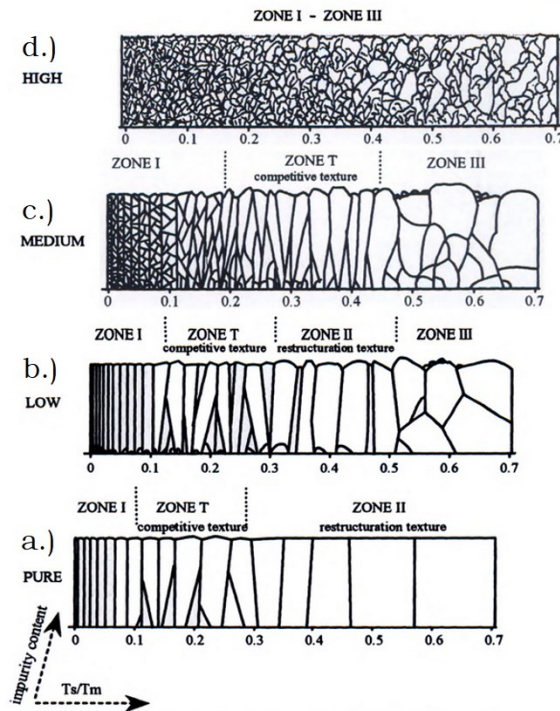 ZONE I - ZONE III
d.)
HIGH
0.0 0.1 0.2 0.3 0.4 0.5 0.6 0.7
ZONE I ZONE T ZONE III
competitive texture
c.)
MEDIUM
0 0.1 0.2 0.3 0.4 0.5 0.6 0.7
ZONE I ZONE T ZONE II ZONE III
competitive texture restructuration texture
b.)
LOW
0 0.1 0.2 0.3 0.4 0.5 0.6 0.7
ZONE I ZONE T ZONE II
competitive texture restructuration texture
a.)
PURE
0 0.1 0.2 0.3 0.4 0.5 0.6 0.7
impurity content
Ts/Tm